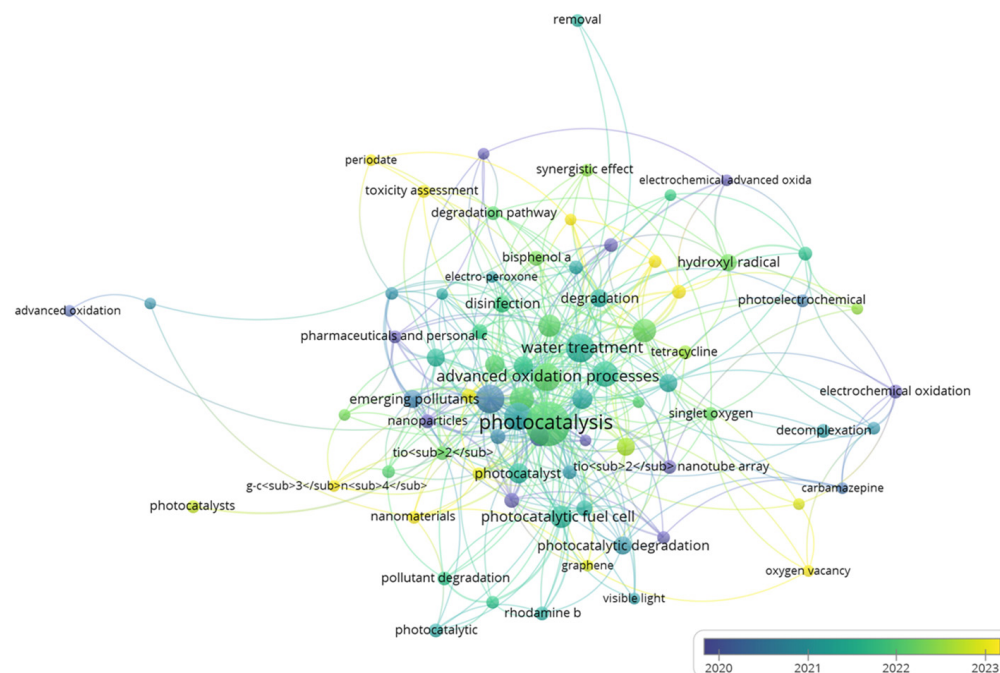 removal
periodate
synergistic effect
toxicity assessment
electrochemical advanced oxida
degradation pathway
bisphenol a
hydroxyl radical
electro-peroxone
disinfection
degradation
photoelectrochemical
advanced oxidation
pharmaceuticals and personal c
water treatment
tetracycline
advanced oxidation processes
emerging pollutants
electrochemical oxidation
nanoparticles
photocatalysis
singlet oxygen
decomplexation
tio<sub>2</sub>
photocatalyst
tio<sub>2</sub> nanotube array
g-c<sub>3</sub>n<sub>4</sub>
carbamazepine
photocatalysts
nanomaterials
photocatalytic fuel cell
photocatalytic degradation
graphene
oxygen vacancy
pollutant degradation
visible light
rhodamine b
photocatalytic
2020 2021 2022 2023